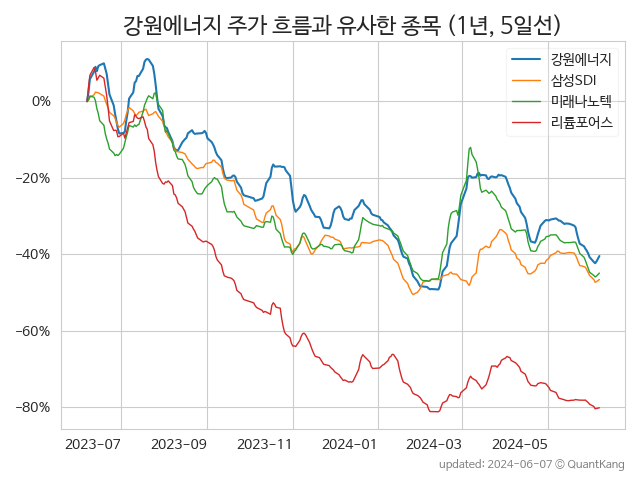 강원에너지 주가 흐름과 유사한 종목 (1년, 5일선)
강원에너지
삼성SDI
미래나노텍
리튬포어스
0%
−20%
−40%
−60%
−80%
2023-07 2023-09 2023-11 2024-01 2024-03 2024-05
updated: 2024-06-07 © QuantKang